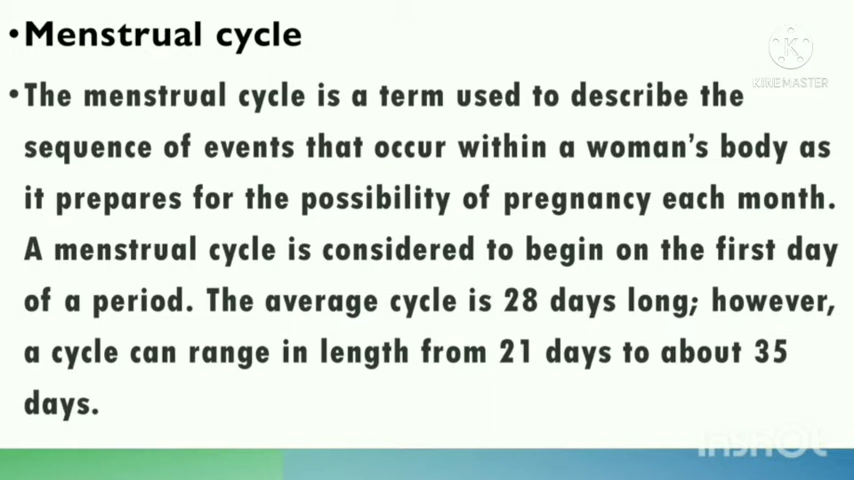 •Menstrual cycle
K
KINEMASTER
•The menstrual cycle is a term used to describe the
sequence of events that occur within a woman's body as
it prepares for the possibility of pregnancy each month.
A menstrual cycle is considered to begin on the first day
of a period. The average cycle is 28 days long; however,
a cycle can range in length from 21 days to about 35
days.
InShOt